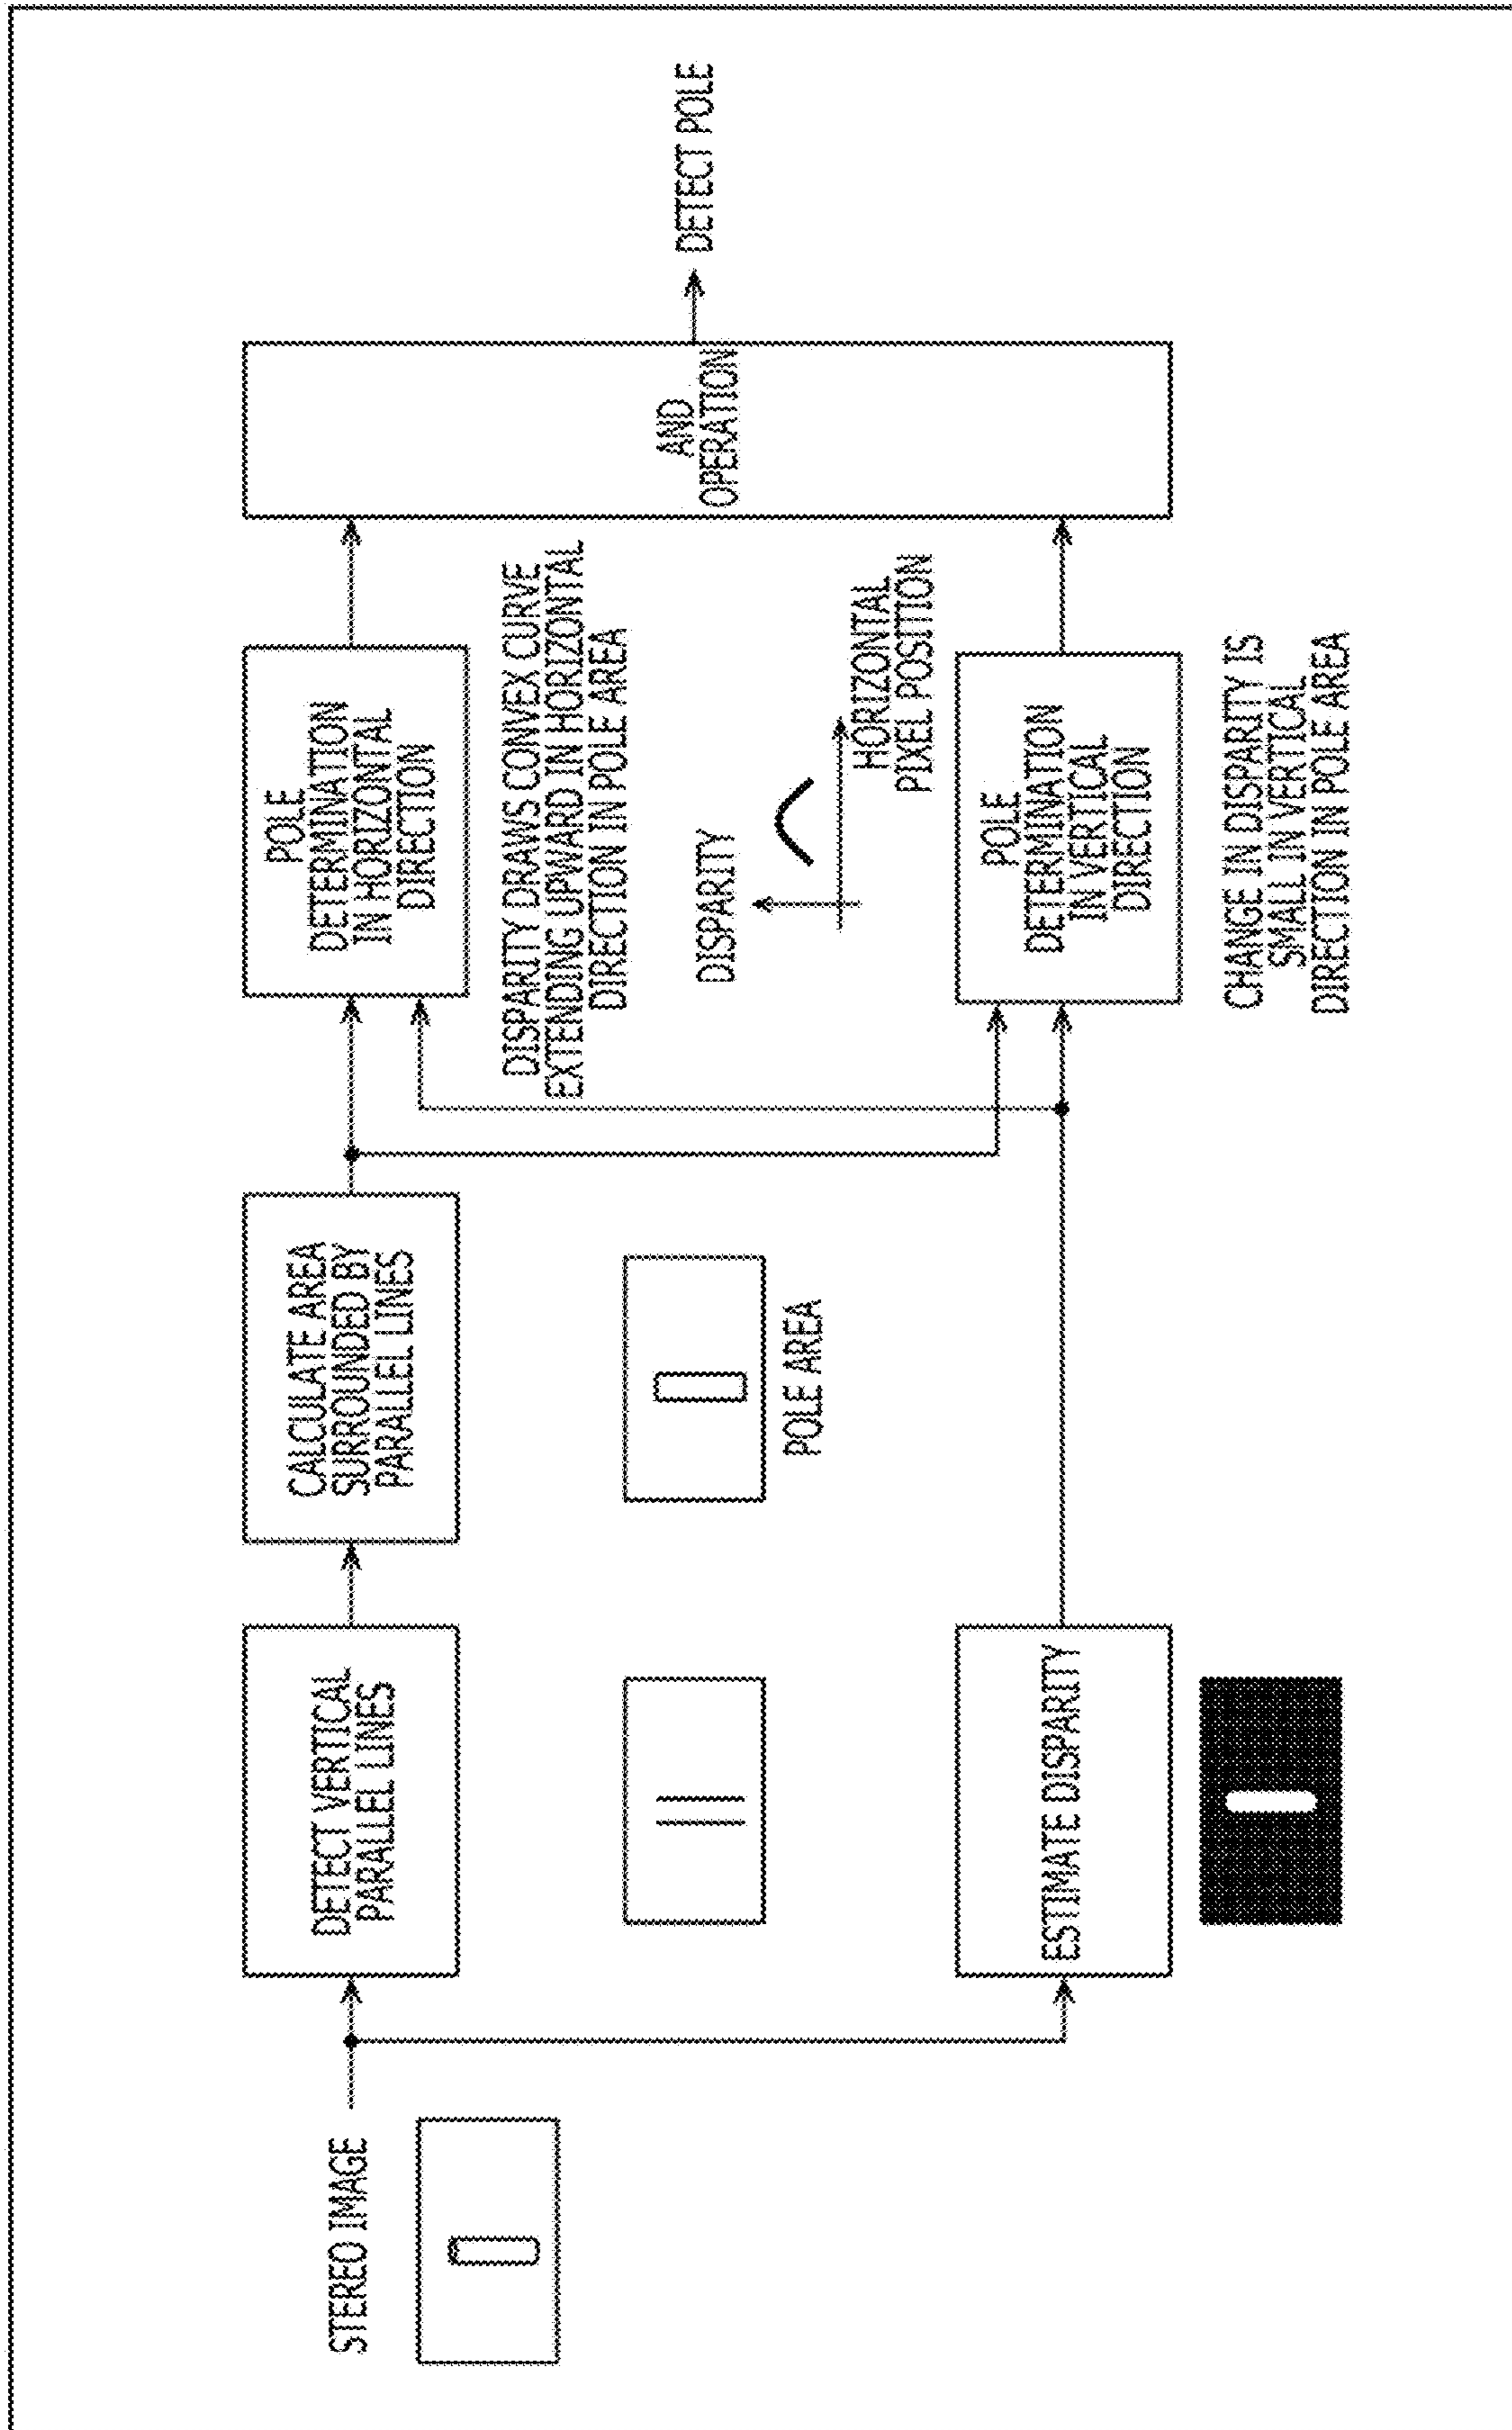 STEREO IMAGE
DETECT VERTICAL
PARALLEL LINES
CALCULATE AREA
SURROUNDED BY
PARALLEL LINES
POLE AREA
ESTIMATE DISPARITY
POLE
DETERMINATION
IN HORIZONTAL
DIRECTION
DISPARITY DRAWS CONVEX CURVE
EXTENDING UPWARD IN HORIZONTAL
DIRECTION IN POLE AREA
DISPARITY
HORIZONTAL
PIXEL POSITION
POLE
DETERMINATION
IN VERTICAL
DIRECTION
CHANGE IN DISPARITY IS
SMALL IN VERTICAL
DIRECTION IN POLE AREA
AND
OPERATION
DETECT POLE